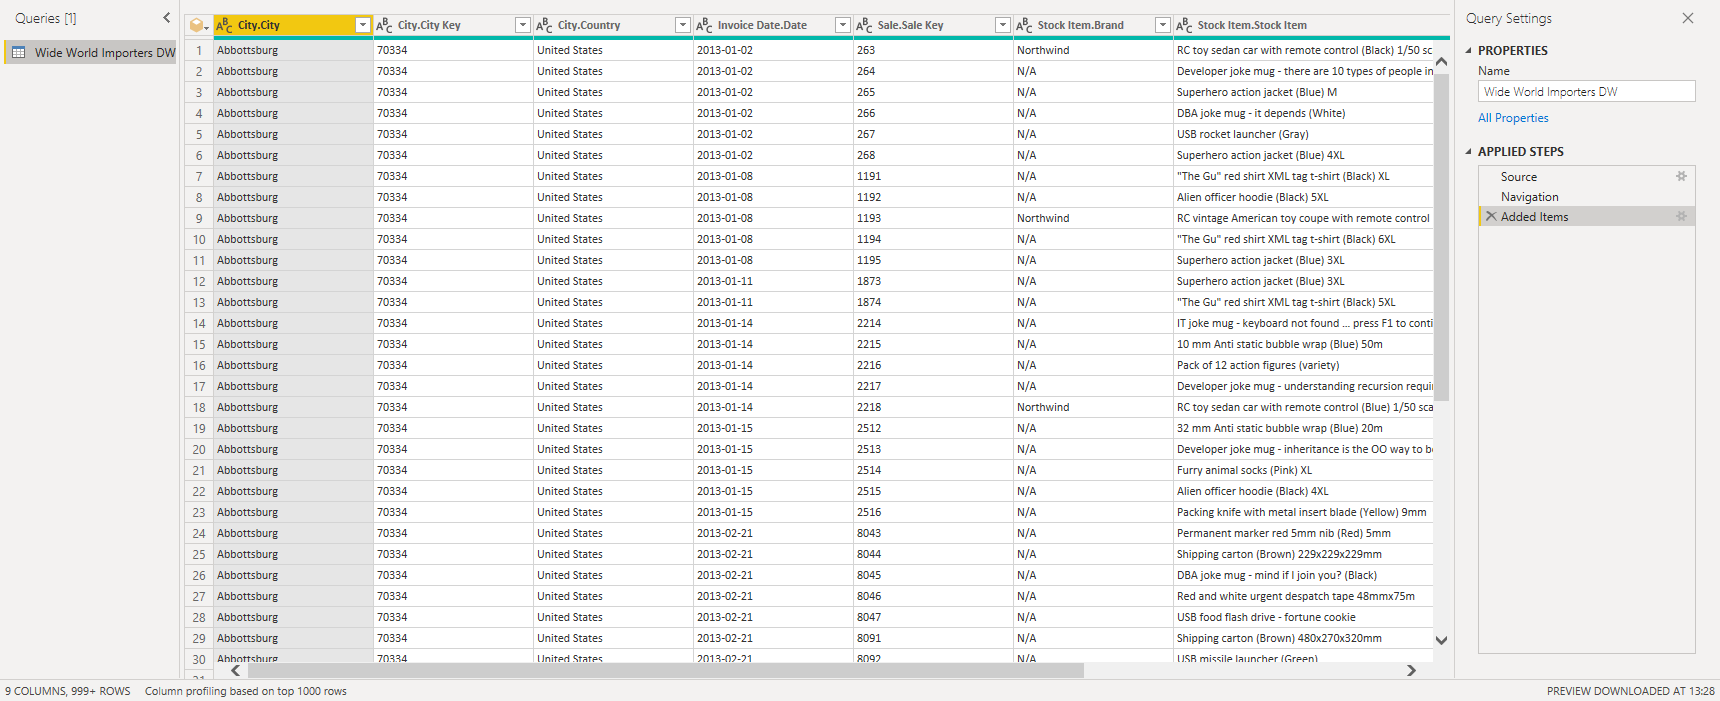 Queries [1]
Wide World Importers DW
City.City City.City Key City.Country Invoice Date.Date Sale.Sale Key Stock Item.Brand Stock Item.Stock Item
1 Abbottsburg 70334 United States 2013-01-02 263 Northwind RC toy sedan car with remote control (Black) 1/50 sc
2 Abbottsburg 70334 United States 2013-01-02 264 N/A Developer joke mug - there are 10 types of people in
3 Abbottsburg 70334 United States 2013-01-02 265 N/A Superhero action jacket (Blue) M
4 Abbottsburg 70334 United States 2013-01-02 266 N/A DBA joke mug - it depends (White)
5 Abbottsburg 70334 United States 2013-01-02 267 N/A USB rocket launcher (Gray)
6 Abbottsburg 70334 United States 2013-01-02 268 N/A Superhero action jacket (Blue) 4XL
7 Abbottsburg 70334 United States 2013-01-08 1191 N/A "The Gu" red shirt XML tag t-shirt (Black) XL
8 Abbottsburg 70334 United States 2013-01-08 1192 N/A Alien officer hoodie (Black) 5XL
9 Abbottsburg 70334 United States 2013-01-08 1193 Northwind RC vintage American toy coupe with remote control
10 Abbottsburg 70334 United States 2013-01-08 1194 N/A "The Gu" red shirt XML tag t-shirt (Black) 6XL
11 Abbottsburg 70334 United States 2013-01-08 1195 N/A Superhero action jacket (Blue) 3XL
12 Abbottsburg 70334 United States 2013-01-11 1873 N/A Superhero action jacket (Blue) 3XL
13 Abbottsburg 70334 United States 2013-01-11 1874 N/A "The Gu" red shirt XML tag t-shirt (Black) 5XL
14 Abbottsburg 70334 United States 2013-01-14 2214 N/A IT joke mug - keyboard not found ... press F1 to conti
15 Abbottsburg 70334 United States 2013-01-14 2215 N/A 10 mm Anti static bubble wrap (Blue) 50m
16 Abbottsburg 70334 United States 2013-01-14 2216 N/A Pack of 12 action figures (variety)
17 Abbottsburg 70334 United States 2013-01-14 2217 N/A Developer joke mug - understanding recursion requi
18 Abbottsburg 70334 United States 2013-01-14 2218 Northwind RC toy sedan car with remote control (Blue) 1/50 sca
19 Abbottsburg 70334 United States 2013-01-15 2512 N/A 32 mm Anti static bubble wrap (Blue) 20m
20 Abbottsburg 70334 United States 2013-01-15 2513 N/A Developer joke mug - inheritance is the OO way to be
21 Abbottsburg 70334 United States 2013-01-15 2514 N/A Furry animal socks (Pink) XL
22 Abbottsburg 70334 United States 2013-01-15 2515 N/A Alien officer hoodie (Black) 4XL
23 Abbottsburg 70334 United States 2013-01-15 2516 N/A Packing knife with metal insert blade (Yellow) 9mm
24 Abbottsburg 70334 United States 2013-02-21 8043 N/A Permanent marker red 5mm nib (Red) 5mm
25 Abbottsburg 70334 United States 2013-02-21 8044 N/A Shipping carton (Brown) 229x229x229mm
26 Abbottsburg 70334 United States 2013-02-21 8045 N/A DBA joke mug - mind if I join you? (Black)
27 Abbottsburg 70334 United States 2013-02-21 8046 N/A Red and white urgent despatch tape 48mmx75m
28 Abbottsburg 70334 United States 2013-02-21 8047 N/A USB food flash drive - fortune cookie
29 Abbottsburg 70334 United States 2013-02-21 8091 N/A Shipping carton (Brown) 480x270x320mm
30 Abbottsburg 70334 United States 2013-02-21 8092 N/A USB missile launcher (Green)
Query Settings
PROPERTIES
Name
Wide World Importers DW
All Properties
APPLIED STEPS
Source
Navigation
Added Items
9 COLUMNS, 999+ ROWS Column profiling based on top 1000 rows
PREVIEW DOWNLOADED AT 13:28